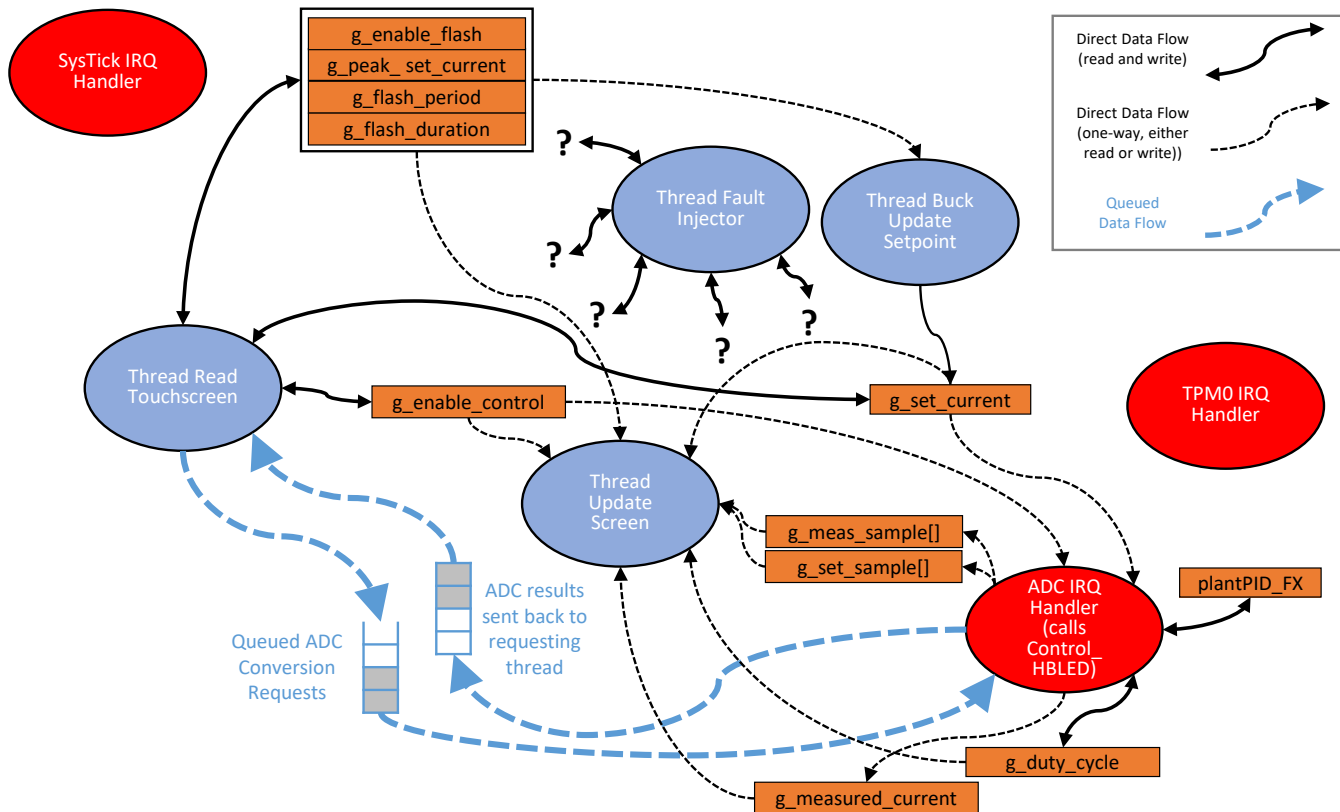 SysTick IRQ
Handler
g_enable_flash
g_peak_ set_current
g_flash_period
g_flash_duration
Direct Data Flow
(read and write)
Direct Data Flow
(one-way, either
read or write))
Queued
Data Flow
?
?
?
?
?
Thread Fault
Injector
Thread Buck
Update
Setpoint
Thread Read
Touchscreen
g_enable_control
g_set_current
TPM0 IRQ
Handler
Thread
Update
Screen
g_meas_sample[]
g_set_sample[]
ADC IRQ
Handler
(calls
Control_
HBLED)
plantPID_FX
ADC results
sent back to
requesting
thread
Queued ADC
Conversion
Requests
g_duty_cycle
g_measured_current